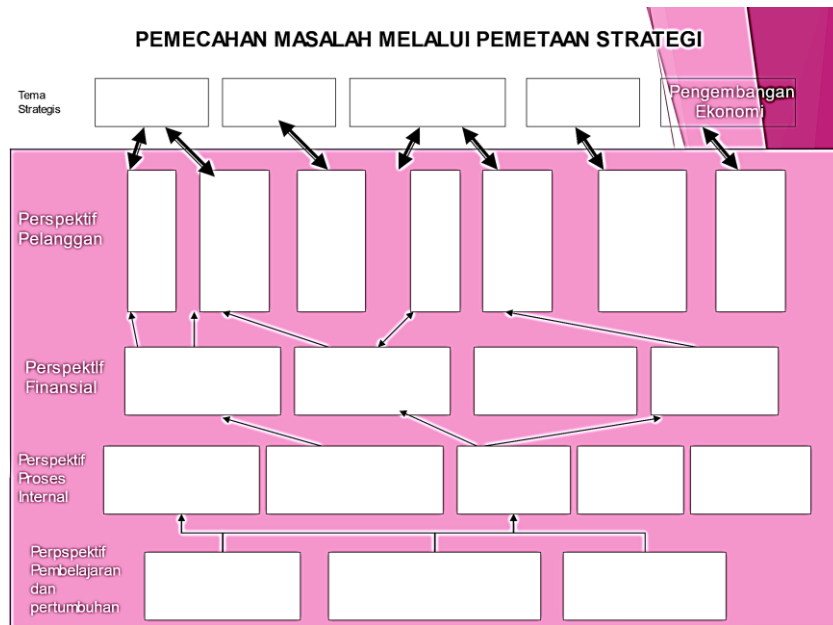 PEMECAHAN MASALAH MELALUI PEMETAAN STRATEGI
Tema
Strategis
Pengembangan
Ekonomi
Perspektif
Pelanggan
Perspektif
Finansial
Perspektif
Proses
Internal
Perpspektif
Pembelajaran
dan
pertumbuhan